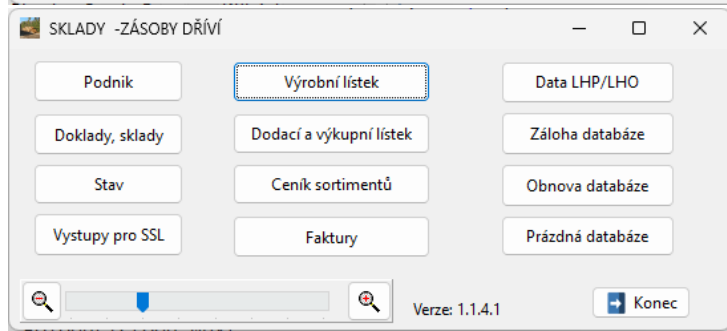 SKLADY -ZÁSOBY DŘÍVÍ
Podnik
Výrobní lístek
Data LHP/LHO
Doklady, sklady
Dodací a výkupní lístek
Záloha databáze
Stav
Ceník sortimentů
Obnova databáze
Vystupy pro SSL
Faktury
Prázdná databáze
Verze: 1.1.4.1
Konec